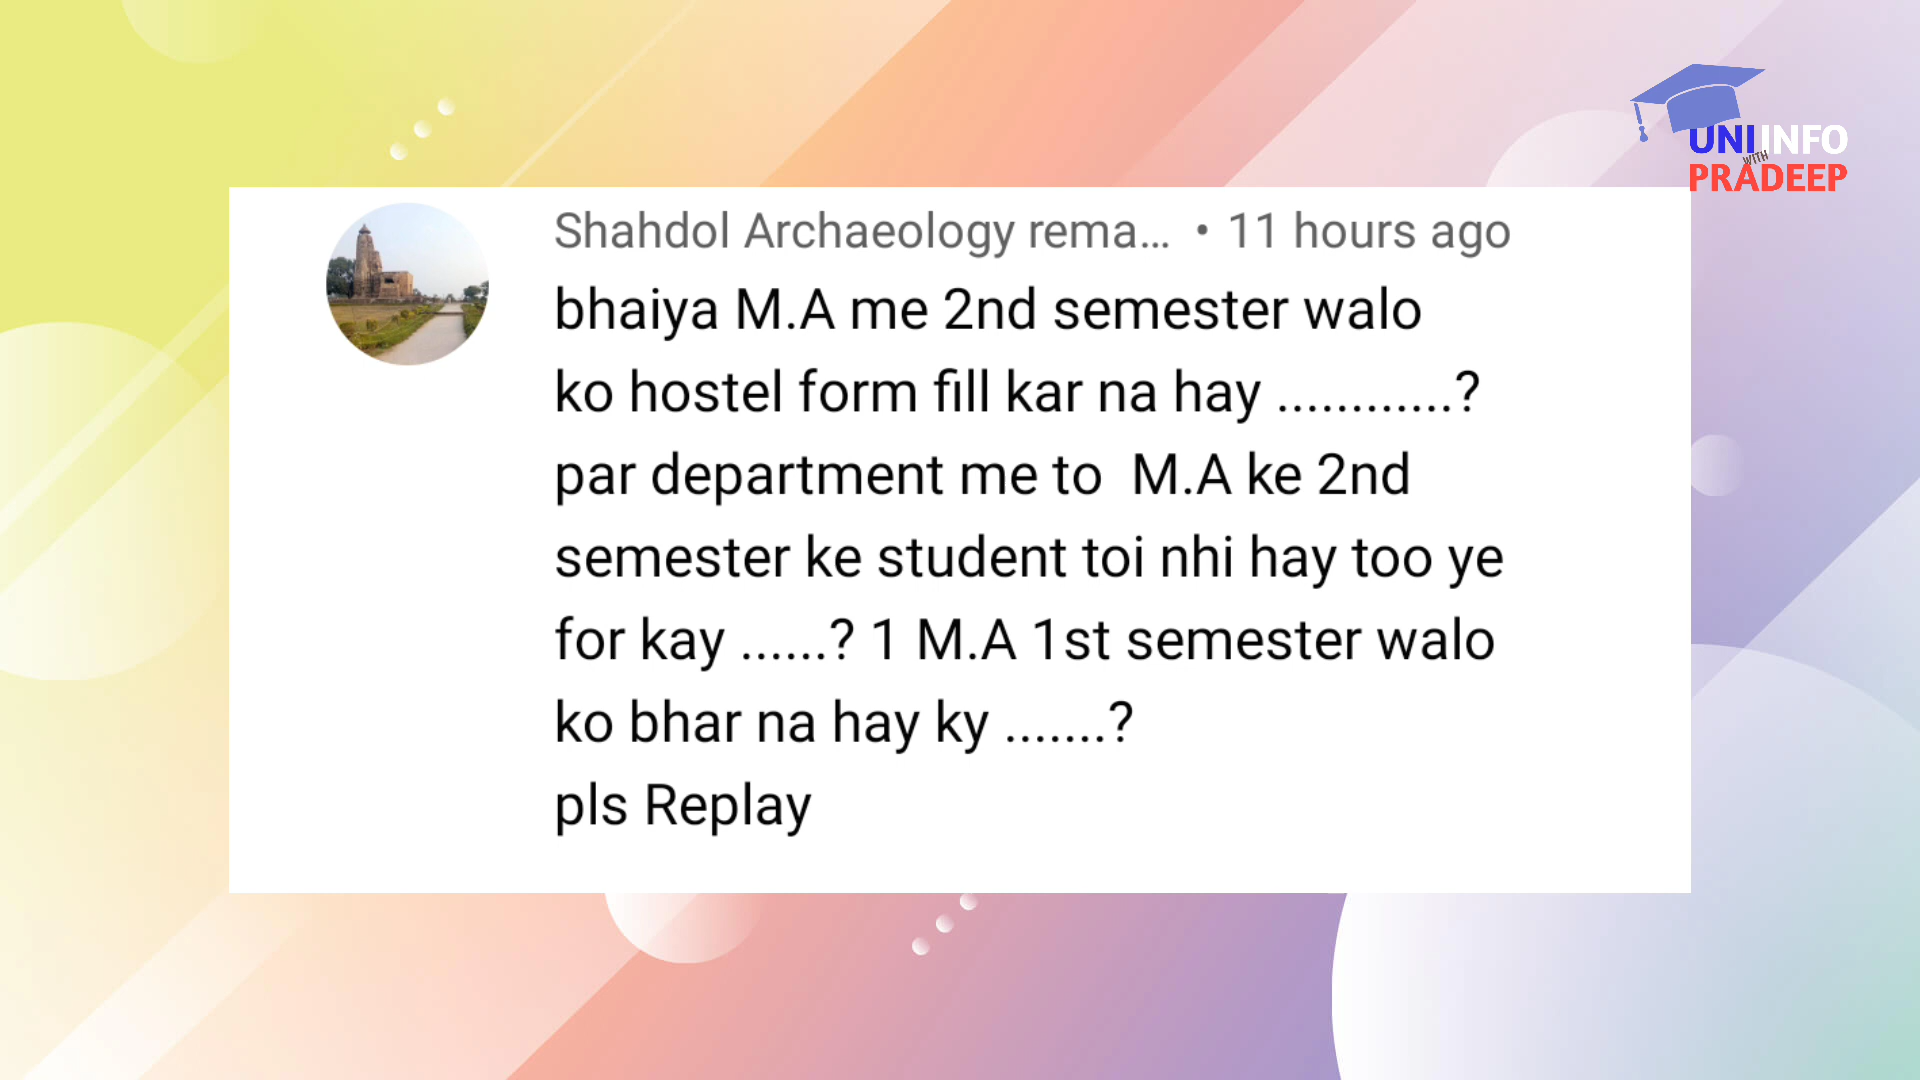 UNIINFO
WITH
PRADEEP
Shahdol Archaeology rema... • 11 hours ago
bhaiya M.A me 2nd semester walo
ko hostel form fill kar na hay ............?
par department me to  M.A ke 2nd
semester ke student toi nhi hay too ye
for kay ......? 1 M.A 1st semester walo
ko bhar na hay ky .......?
pls Replay